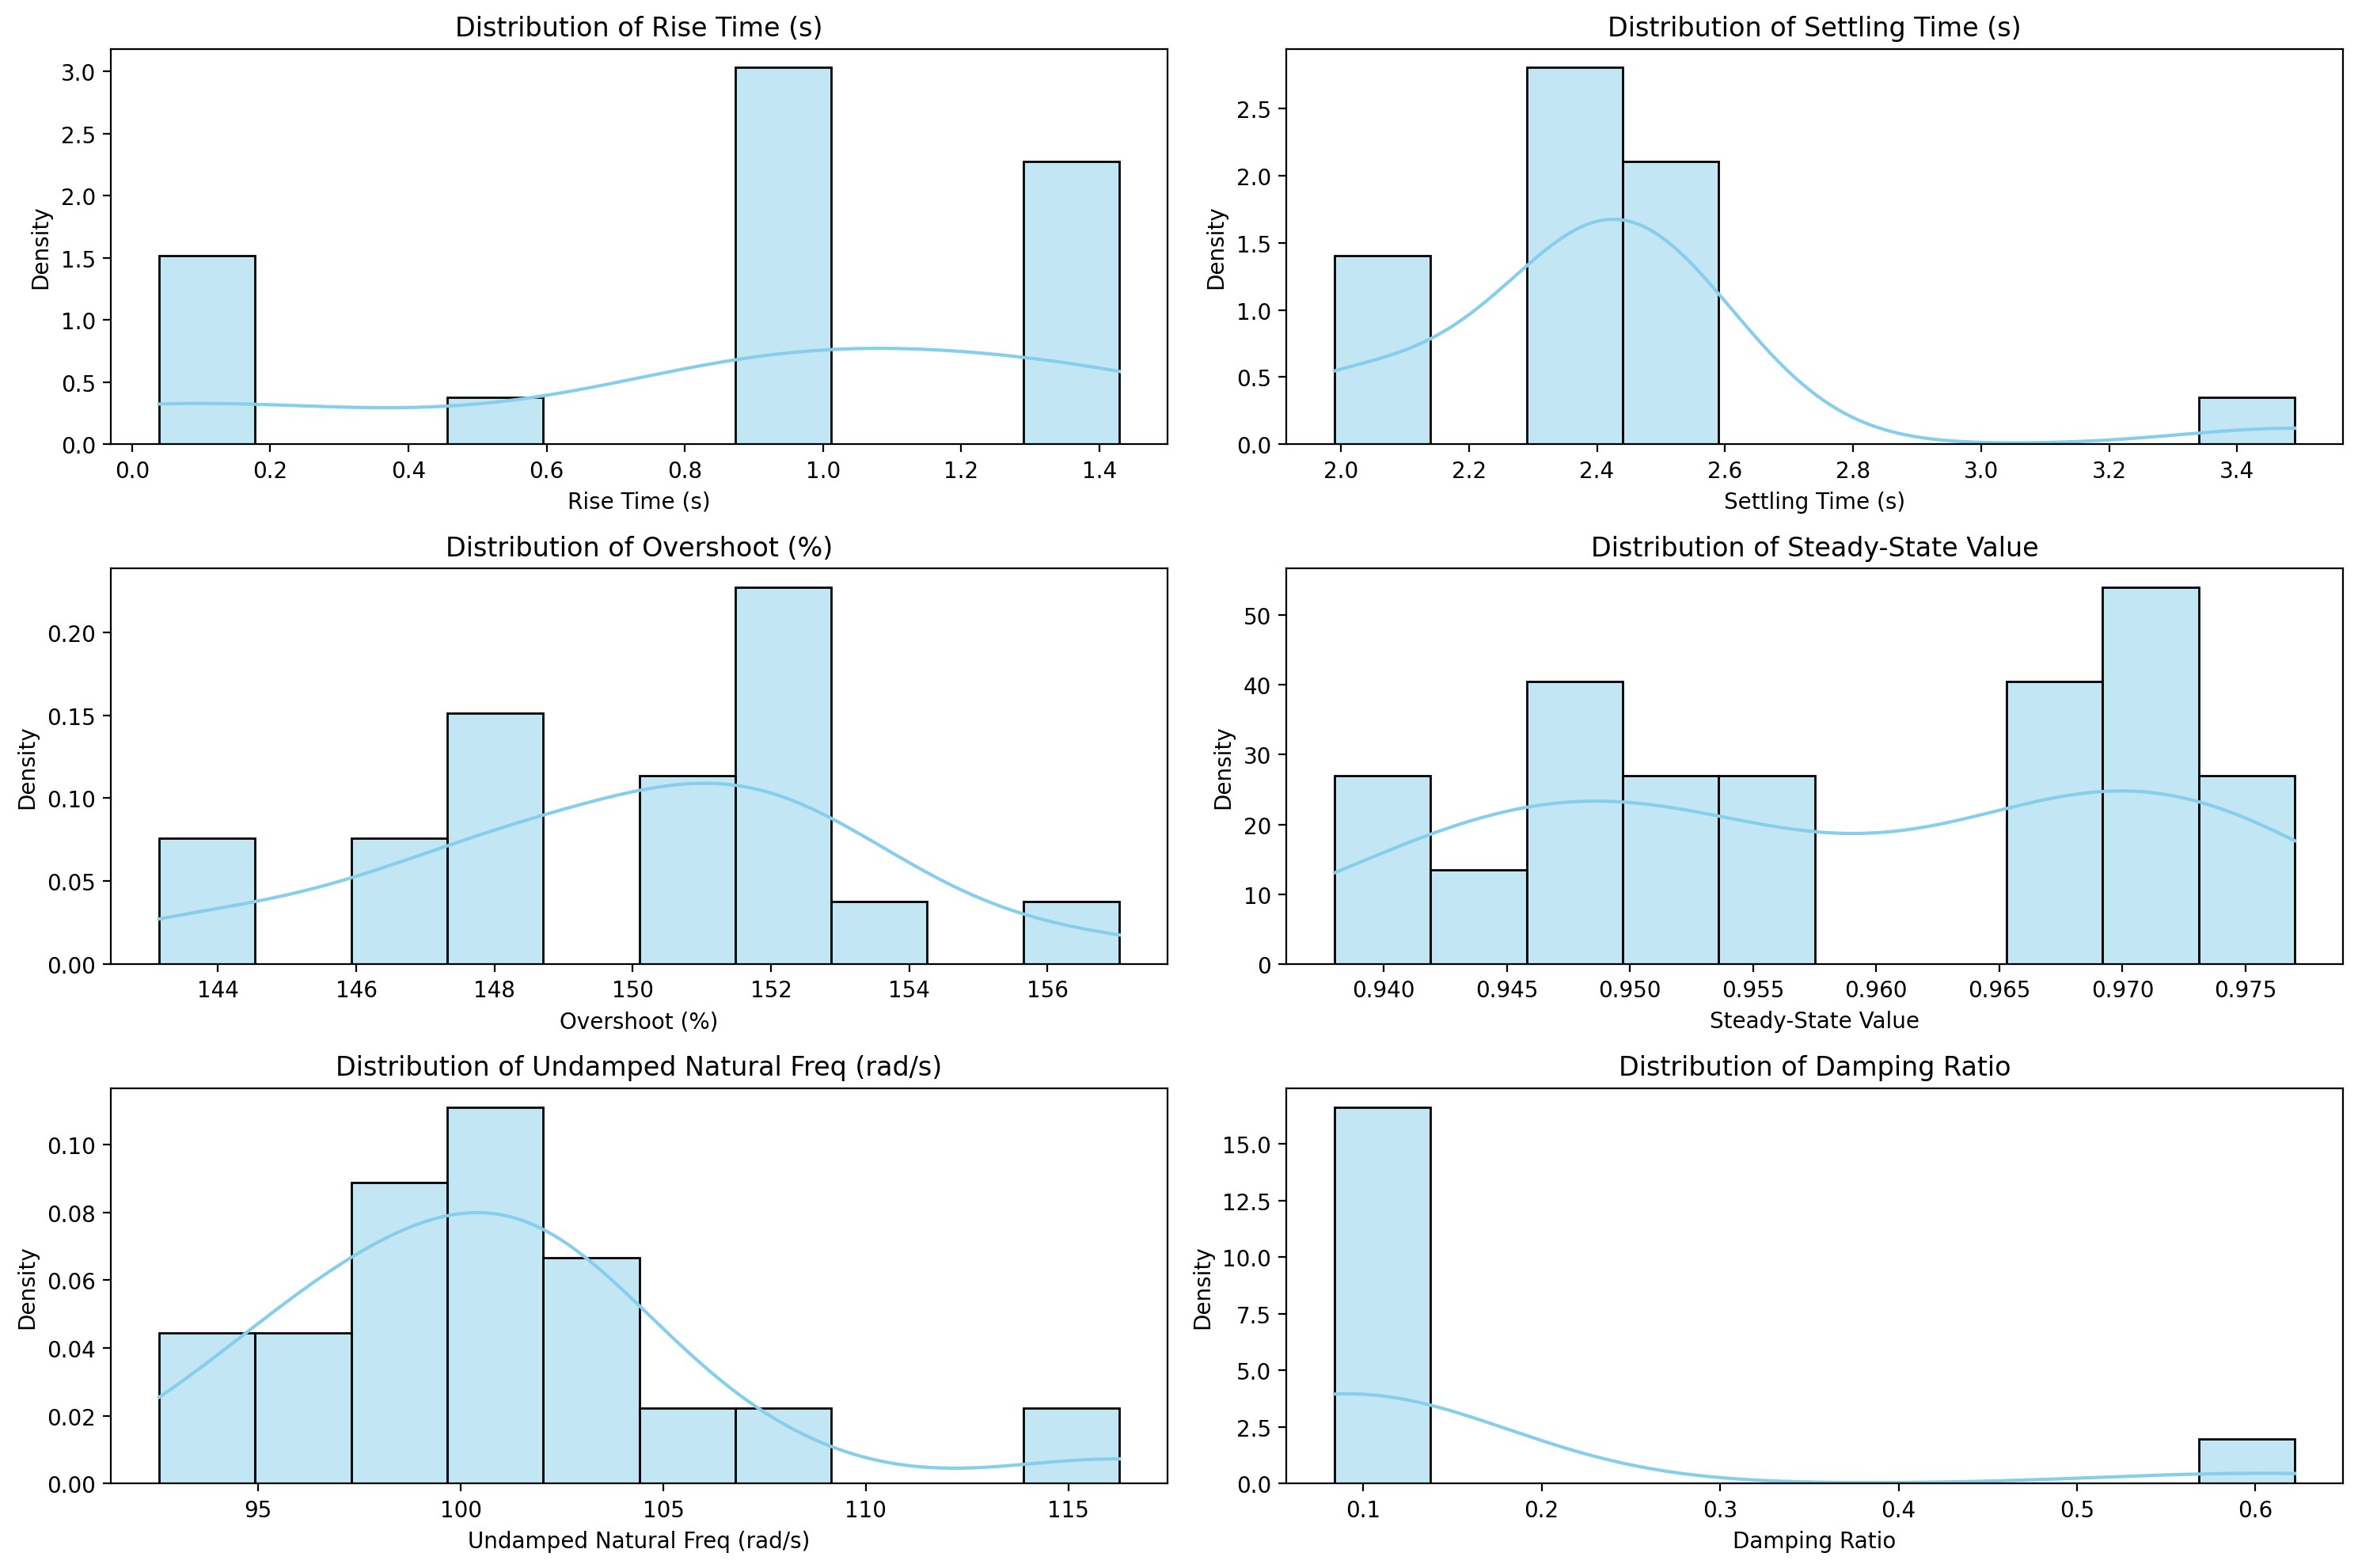 Distribution of Rise Time (s)
3.0
2.5
2.0
1.5
1.0
0.5
0.0
Density
0.0 0.2 0.4 0.6 0.8 1.0 1.2 1.4
Rise Time (s)
Distribution of Settling Time (s)
2.5
2.0
1.5
1.0
0.5
0.0
Density
2.0 2.2 2.4 2.6 2.8 3.0 3.2 3.4
Settling Time (s)
Distribution of Overshoot (%)
0.20
0.15
0.10
0.05
0.00
Density
144 146 148 150 152 154 156
Overshoot (%)
Distribution of Steady-State Value
50
40
30
20
10
0
Density
0.940 0.945 0.950 0.955 0.960 0.965 0.970 0.975
Steady-State Value
Distribution of Undamped Natural Freq (rad/s)
0.10
0.08
0.06
0.04
0.02
0.00
Density
95 100 105 110 115
Undamped Natural Freq (rad/s)
Distribution of Damping Ratio
15.0
12.5
10.0
7.5
5.0
2.5
0.0
Density
0.1 0.2 0.3 0.4 0.5 0.6
Damping Ratio